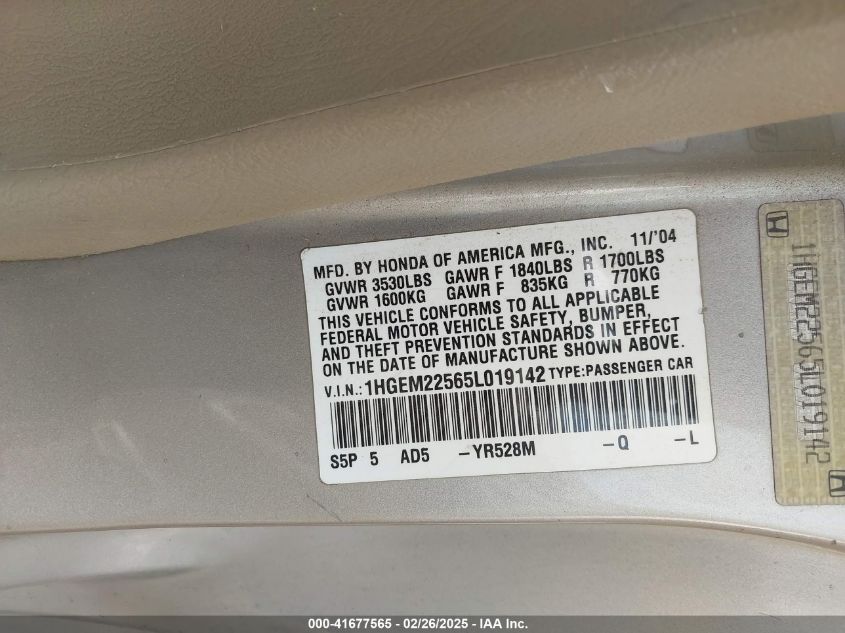 MFD. BY HONDA OF AMERICA MFG., INC. 11/'04
GVWR 3530LBS GAWR F 1840LBS R 1700LBS
GVWR 1600KG GAWR F 835KG R 770KG
THIS VEHICLE CONFORMS TO ALL APPLICABLE
FEDERAL MOTOR VEHICLE SAFETY, BUMPER,
AND THEFT PREVENTION STANDARDS IN EFFECT
ON THE DATE OF MANUFACTURE SHOWN ABOVE.
V.I.N.: 1HGEM22565L019142 TYPE:PASSENGER CAR
S5P 5 AD5 -YR528M -Q -L
1HGEM22565L019142
000-41677565 - 02/26/2025 - IAA Inc.